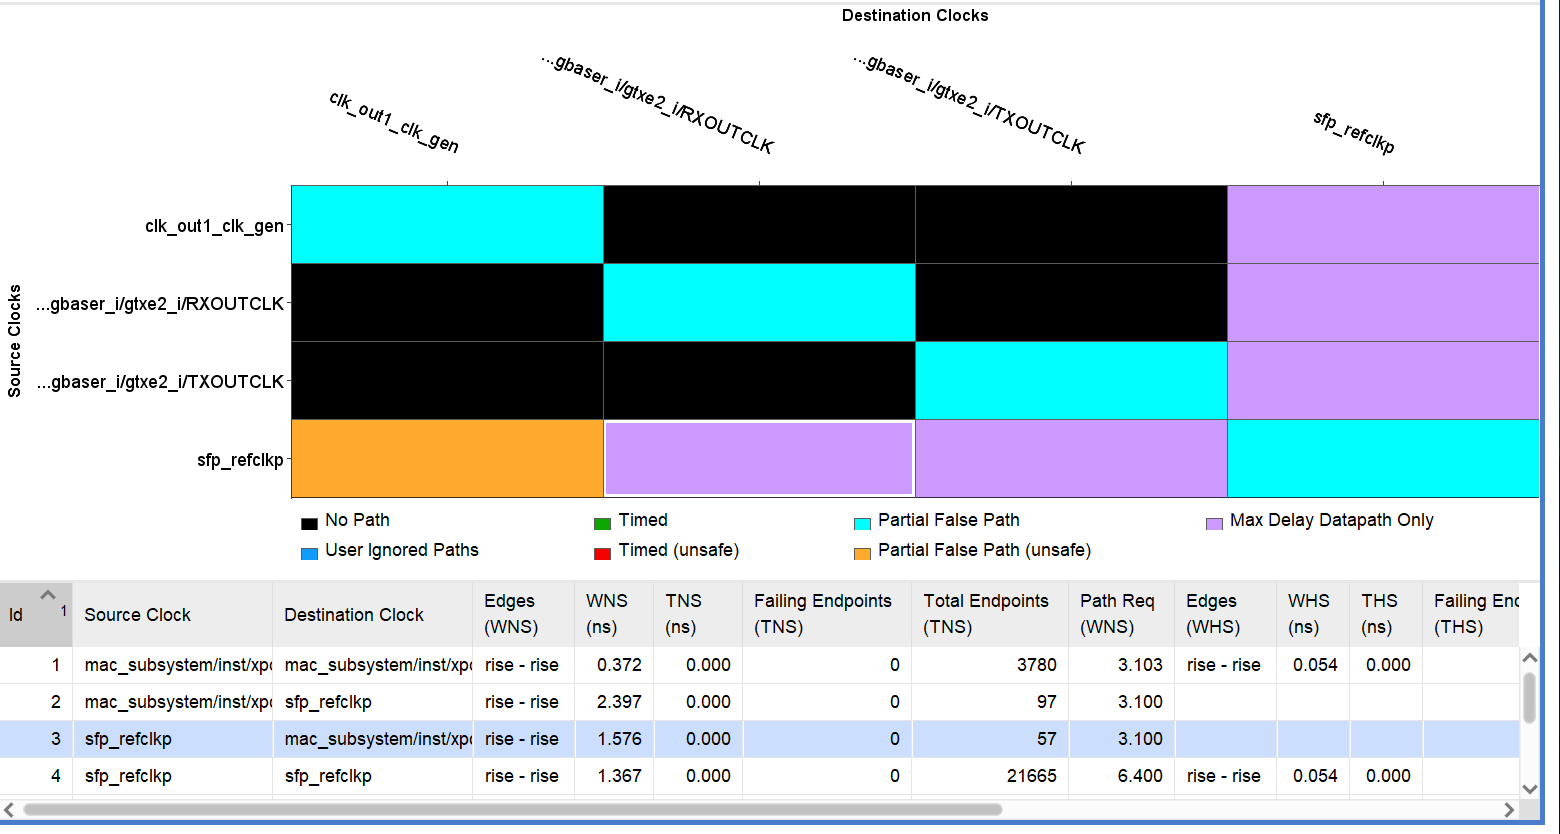 Destination Clocks
clk_out1_clk_gen
...gbaser_i/gtxe2_i/RXOUTCLK
...gbaser_i/gtxe2_i/TXOUTCLK
sfp_refclkp
Source Clocks
clk_out1_clk_gen
...gbaser_i/gtxe2_i/RXOUTCLK
...gbaser_i/gtxe2_i/TXOUTCLK
sfp_refclkp
No Path Timed Partial False Path Max Delay Datapath Only
User Ignored Paths Timed (unsafe) Partial False Path (unsafe)
Id 1 Source Clock Destination Clock Edges (WNS) WNS (ns) TNS (ns) Failing Endpoints (TNS) Total Endpoints (TNS) Path Req (WNS) Edges (WHS) WHS (ns) THS (ns) Failing End (THS)
1 mac_subsystem/inst/xpc mac_subsystem/inst/xpc rise - rise 0.372 0.000 0 3780 3.103 rise - rise 0.054 0.000
2 mac_subsystem/inst/xpc sfp_refclkp rise - rise 2.397 0.000 0 97 3.100
3 sfp_refclkp mac_subsystem/inst/xpc rise - rise 1.576 0.000 0 57 3.100
4 sfp_refclkp sfp_refclkp rise - rise 1.367 0.000 0 21665 6.400 rise - rise 0.054 0.000